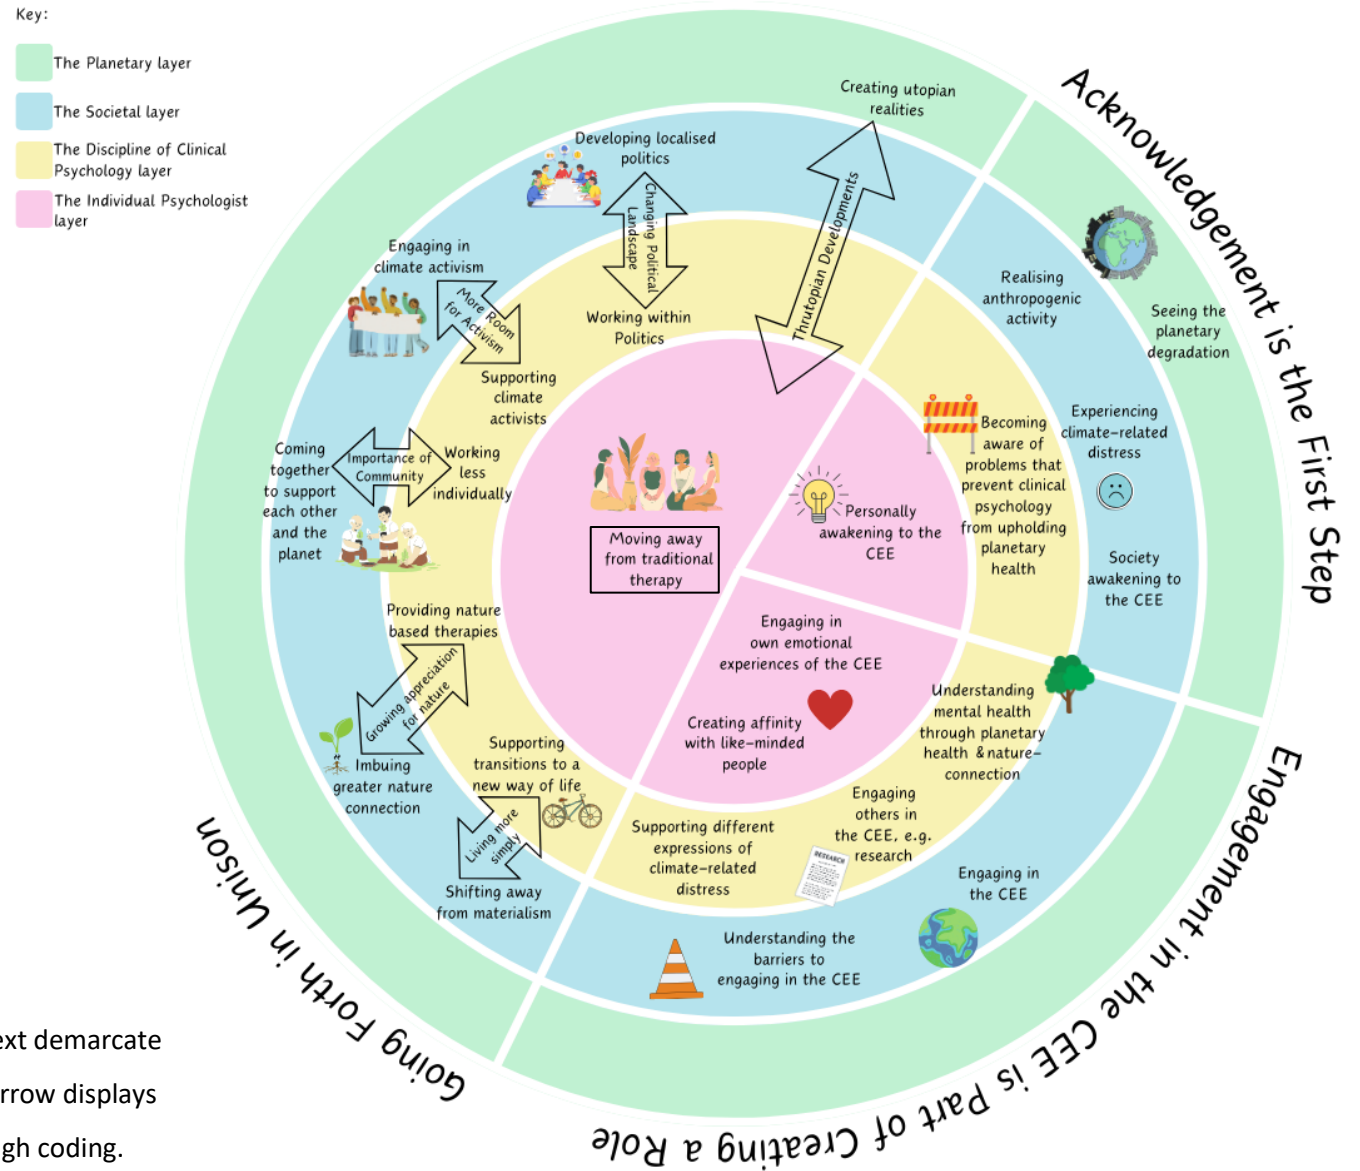 Key:
The Planetary layer
The Societal layer
The Discipline of Clinical
Psychology layer
The Individual Psychologist
layer
Acknowledgement is the First Step
Engagement in the CEE is Part of Creating a Role
Going Forth in Unison
Creating utopian
realities
Thrutopian Developments
Developing localised
politics
Changing Political
Landscape
Working within
Politics
Engaging in
climate activism
More Room
for Activism
Supporting
climate
activists
Coming
together
to support
each other
and the
planet
Importance of
Community
Working
less
individually
Providing nature
based therapies
Growing appreciation
for nature
Imbuing
greater nature
connection
Supporting
transitions to a
new way of life
Living more
simply
Shifting away
from materialism
Moving away
from traditional
therapy
Personally
awakening to the
CEE
Becoming
aware of
problems that
prevent clinical
psychology
from upholding
planetary
health
Realising
anthropogenic
activity
Seeing the
planetary
degradation
Experiencing
climate-related
distress
Society
awakening to
the CEE
Engaging in
own emotional
experiences of the CEE
Creating affinity
with like-minded
people
Understanding
mental health
through planetary
health & nature-
connection
Engaging
others in
the CEE, e.g.
research
RESEARCH
Supporting different
expressions of
climate-related
distress
Engaging in
the CEE
Understanding the
barriers to
engaging in the CEE
ext demarcate
rrow displays
gh coding.